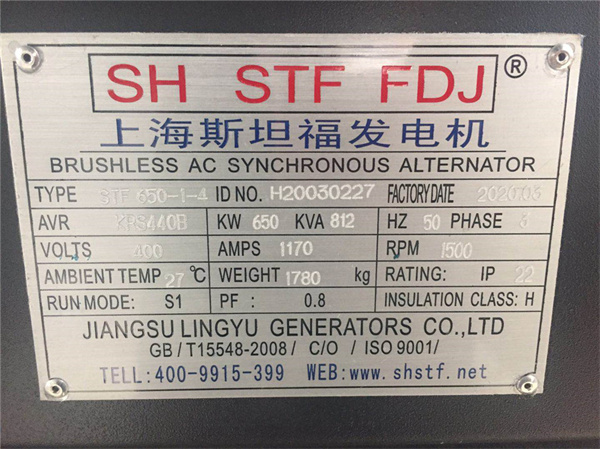 SH STF FDJ ®
上海斯坦福发电机
BRUSHLESS AC SYNCHRONOUS ALTERNATOR
TYPE STF 650-1-4 ID NO. H20030227 FACTORY DATE 2020.03
AVR KRS440B KW 650 KVA 812 HZ 50 PHASE 3
VOLTS 400 AMPS 1170 RPM 1500
AMBIENT TEMP 27 ℃ WEIGHT 1780 kg RATING: IP 22
RUN MODE: S1 PF : 0.8 INSULATION CLASS: H
JIANGSU LINGYU GENERATORS CO.,LTD
GB / T15548-2008 / C/O / ISO 9001/
TELL:400-9915-399 WEB:www.shstf.net